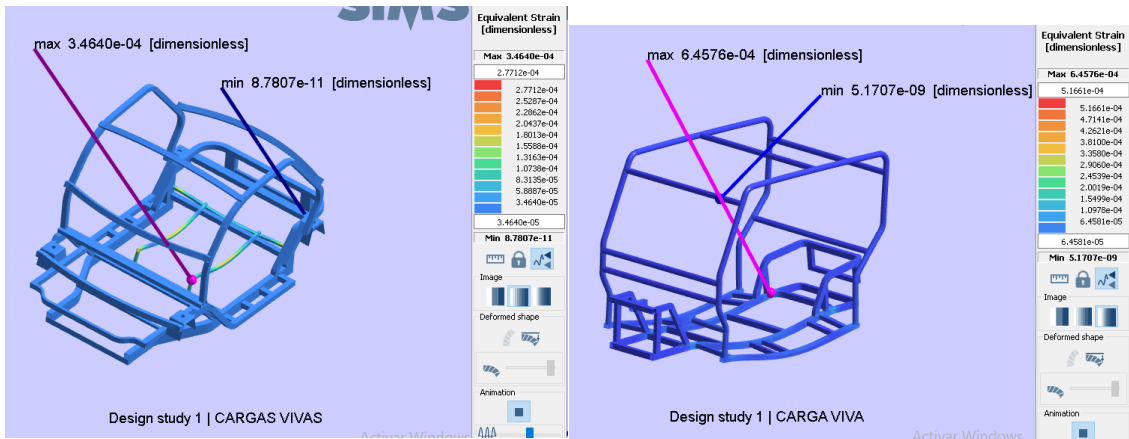 SIMS
max 3.4640e-04 [dimensionless]
min 8.7807e-11 [dimensionless]
Design study 1 | CARGAS VIVAS
Activar Windows
Equivalent Strain
[dimensionless]
Max 3.4640e-04
2.7712e-04
2.7712e-04
2.5287e-04
2.2862e-04
2.0437e-04
1.8013e-04
1.5588e-04
1.3163e-04
1.0738e-04
8.3135e-05
5.8887e-05
3.4640e-05
3.4640e-05
Min 8.7807e-11
Image
Deformed shape
Animation
max 6.4576e-04 [dimensionless]
min 5.1707e-09 [dimensionless]
Design study 1 | CARGA VIVA
Activar Windows
Equivalent Strain
[dimensionless]
Max 6.4576e-04
5.1661e-04
5.1661e-04
4.7141e-04
4.2621e-04
3.8100e-04
3.3580e-04
2.9060e-04
2.4539e-04
2.0019e-04
1.5499e-04
1.0978e-04
6.4581e-05
6.4581e-05
Min 5.1707e-09
Image
Deformed shape
Animation